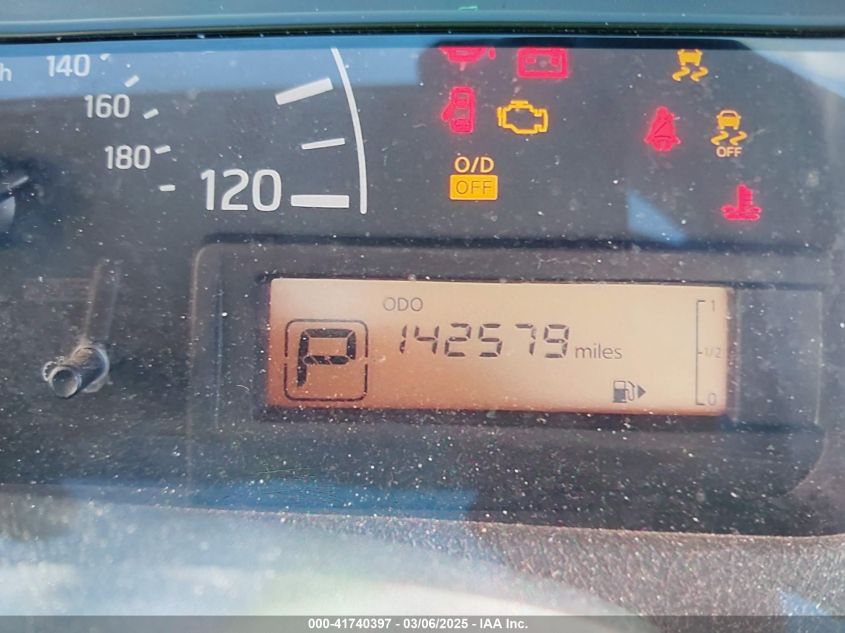 140
160
180
120
O/D
OFF
OFF
ODO
P
142579 miles
1
1/2
0
000-41740397 - 03/06/2025 - IAA Inc.